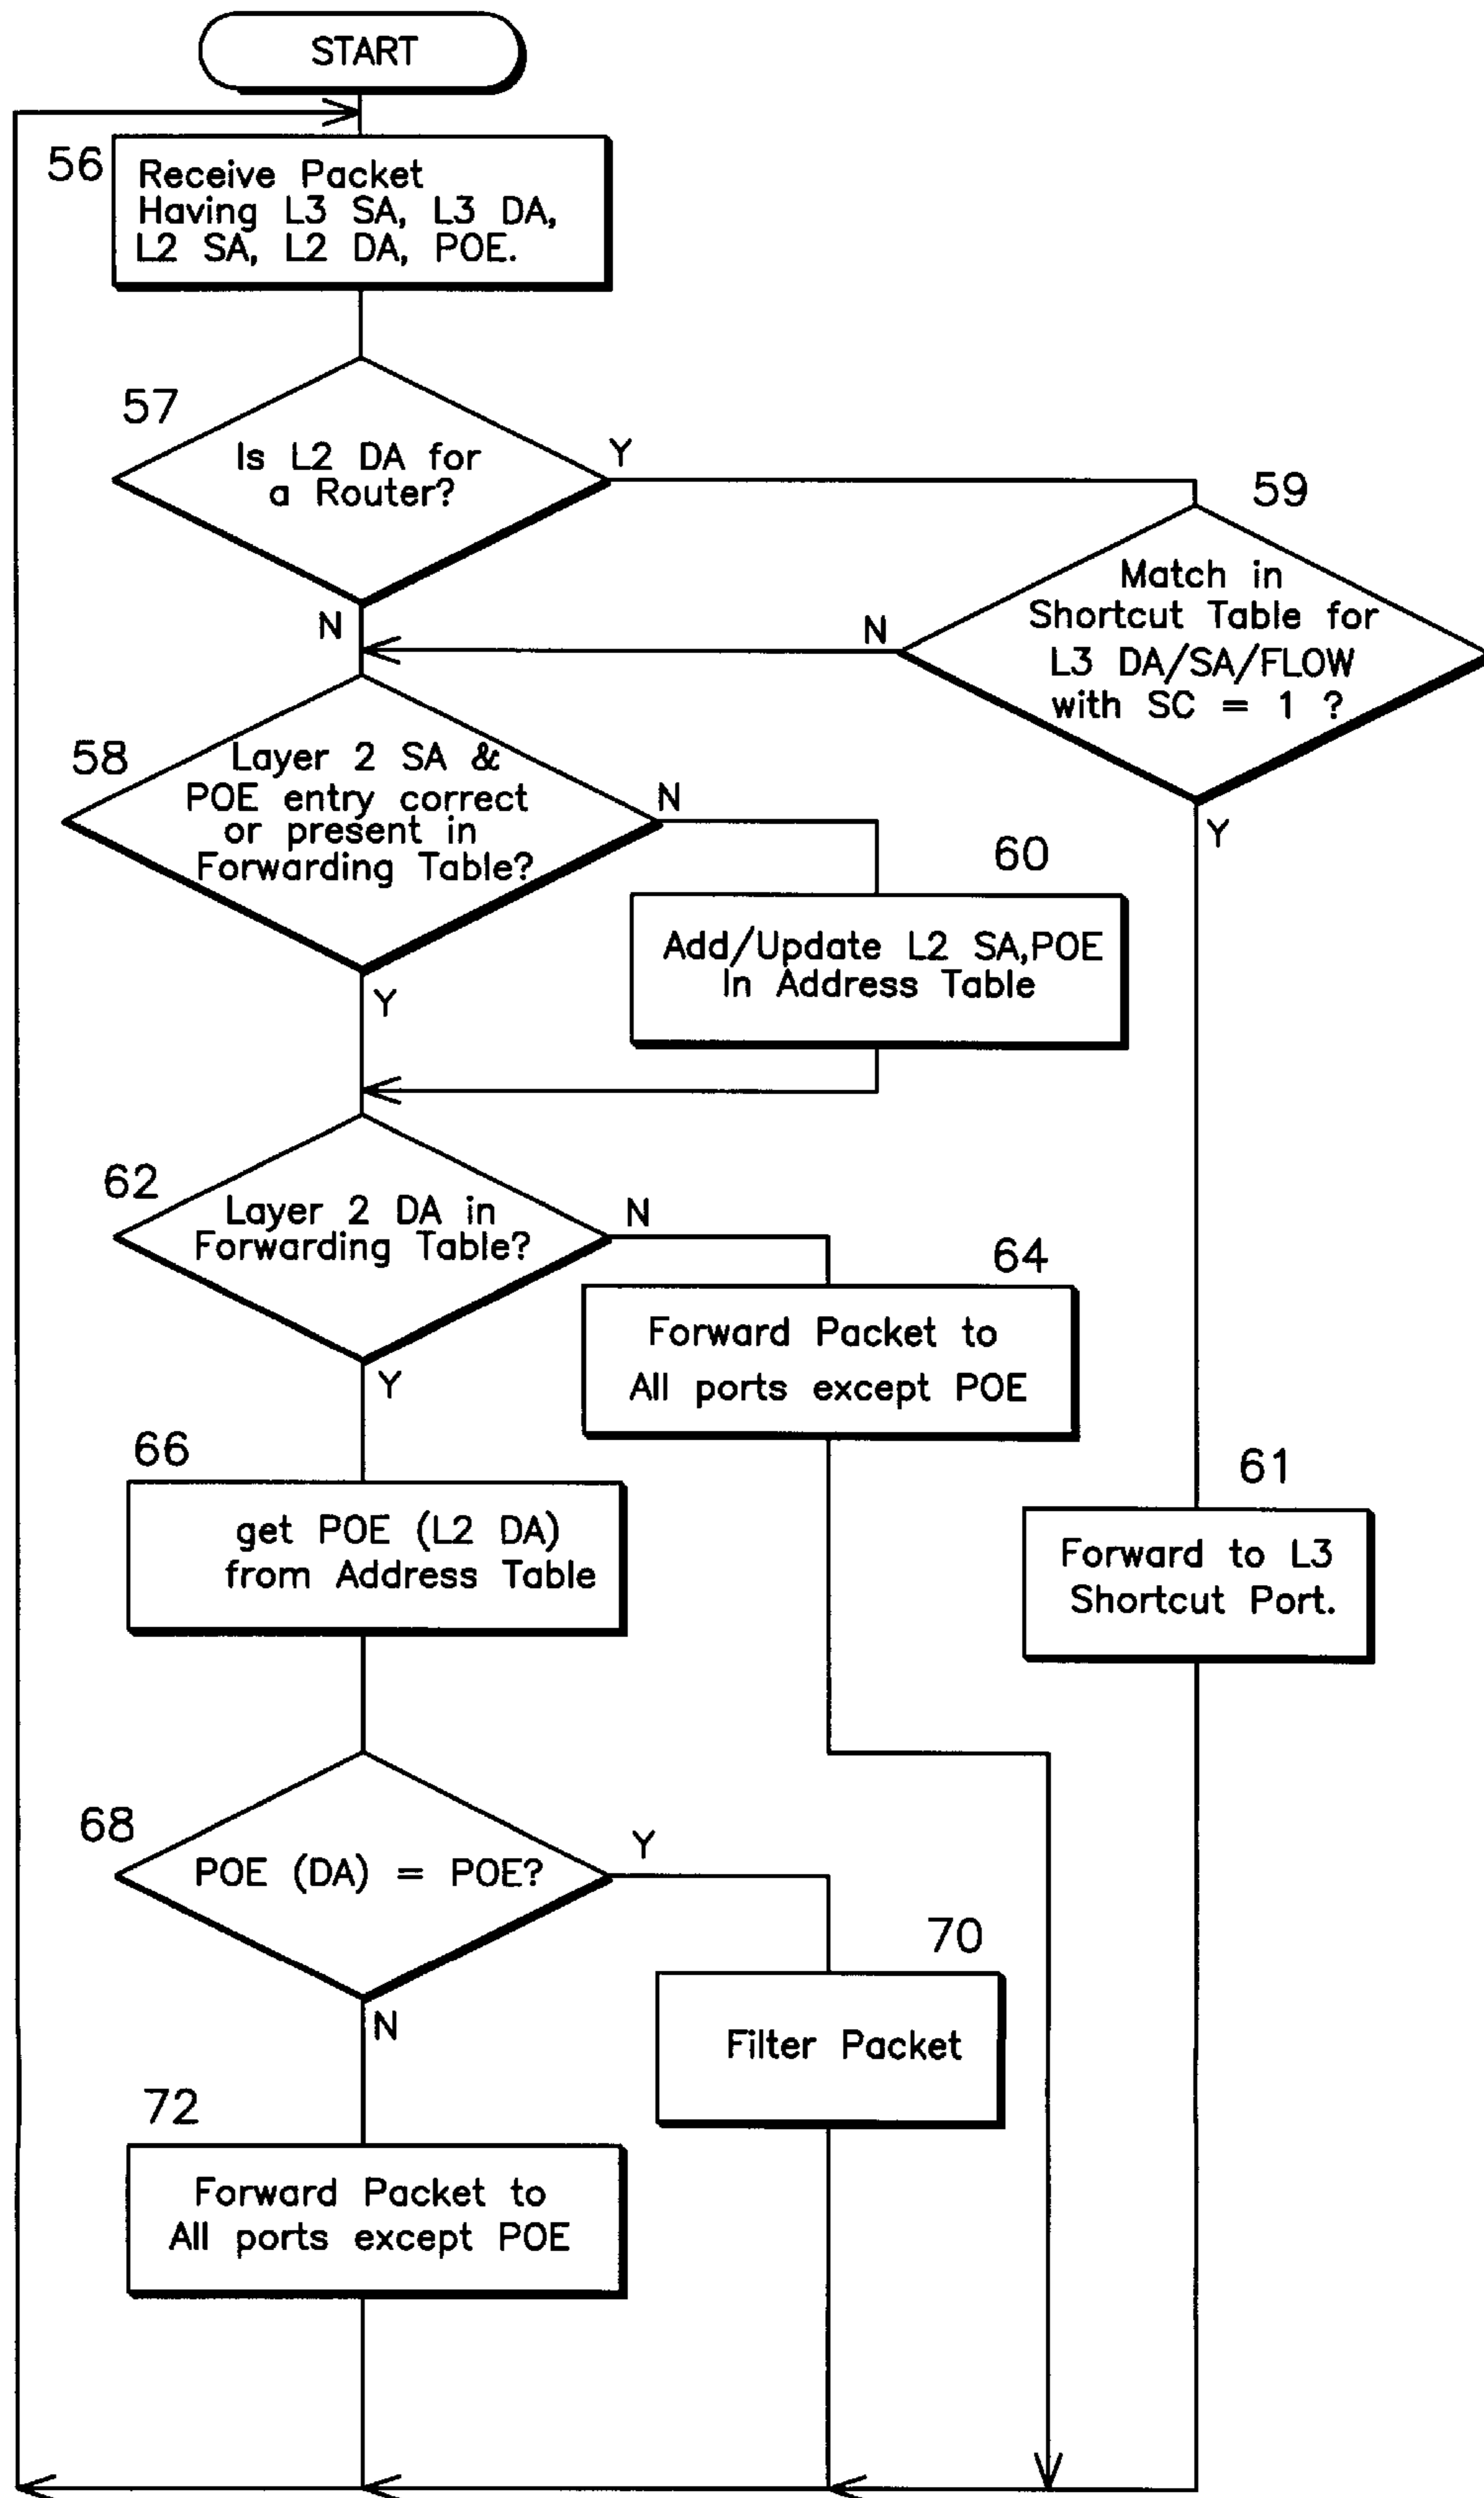 START
56
Receive Packet
Having L3 SA, L3 DA,
L2 SA, L2 DA, POE.
57
Is L2 DA for
a Router?
Y
N
59
Match in
Shortcut Table for
L3 DA/SA/FLOW
with SC = 1 ?
N
Y
58
Layer 2 SA &
POE entry correct
or present in
Forwarding Table?
N
Y
60
Add/Update L2 SA,POE
In Address Table
62
Layer 2 DA in
Forwarding Table?
N
Y
64
Forward Packet to
All ports except POE
66
get POE (L2 DA)
from Address Table
61
Forward to L3
Shortcut Port.
68
POE (DA) = POE?
Y
N
70
Filter Packet
72
Forward Packet to
All ports except POE